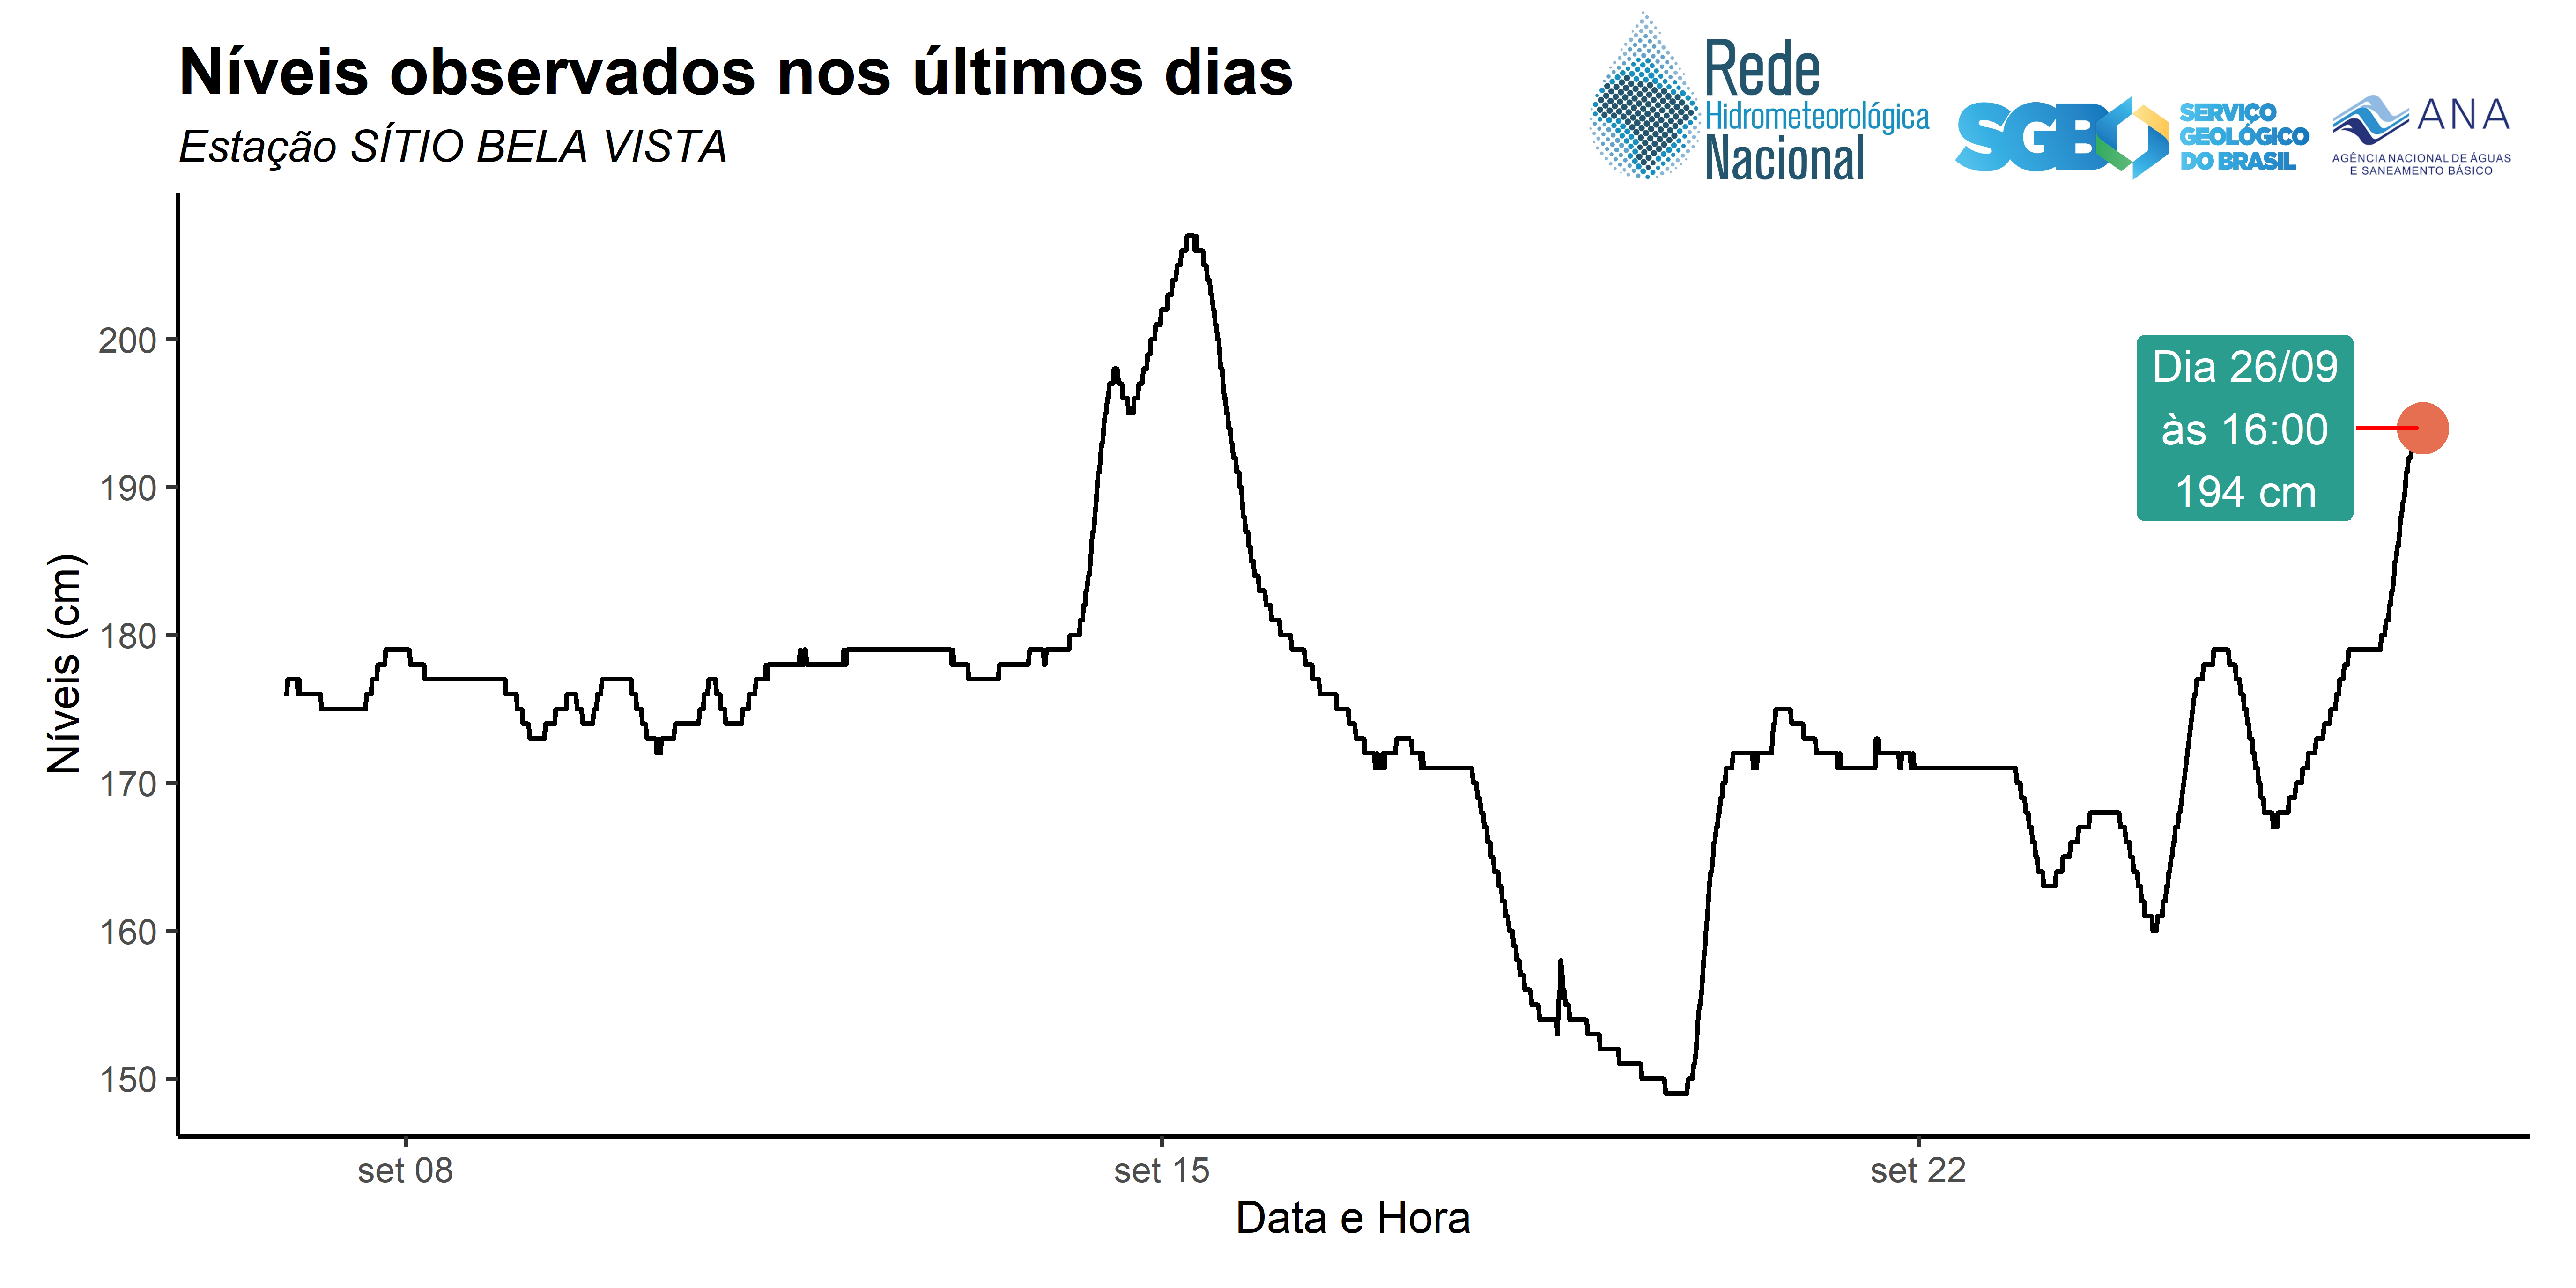 Níveis observados nos últimos dias
Estação SÍTIO BELA VISTA
Rede
Hidrometeorológica
Nacional
SGB
SERVIÇO
GEOLÓGICO
DO BRASIL
ANA
AGÊNCIA NACIONAL DE ÁGUAS
E SANEAMENTO BÁSICO
Níveis (cm)
200
190
180
170
160
150
Dia 26/09
às 16:00
194 cm
set 08
set 15
set 22
Data e Hora